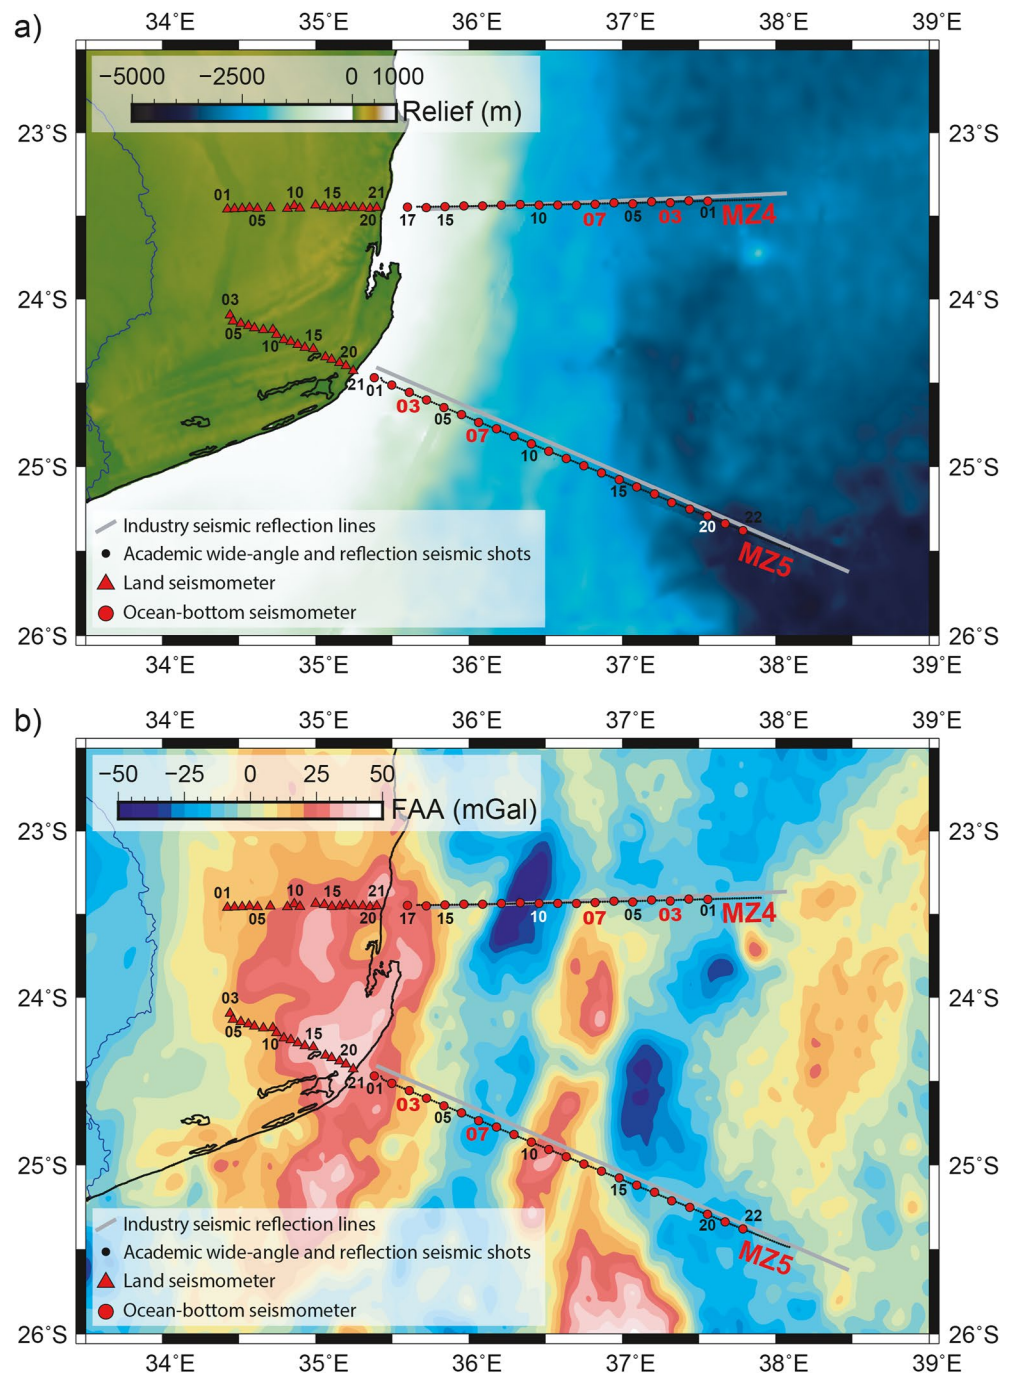 a)
34˚E 35˚E 36˚E 37˚E 38˚E 39˚E
−5000 −2500 0 1000
Relief (m)
23˚S 23˚S
01 10 15 21
05 20
17 15 10 07 05 03 01 MZ4
24˚S 24˚S
03
05 10 15 20 21
01 03 05 07 10 15 20 22
MZ5
25˚S 25˚S
Industry seismic reflection lines
Academic wide-angle and reflection seismic shots
Land seismometer
Ocean-bottom seismometer
26˚S 26˚S
34˚E 35˚E 36˚E 37˚E 38˚E 39˚E
b)
34˚E 35˚E 36˚E 37˚E 38˚E 39˚E
−50 −25 0 25 50
FAA (mGal)
23˚S 23˚S
01 10 15 21
05 20
17 15 10 07 05 03 01 MZ4
24˚S 24˚S
03
05 10 15 20 21
01 03 05 07 10 15 20 22
MZ5
25˚S 25˚S
Industry seismic reflection lines
Academic wide-angle and reflection seismic shots
Land seismometer
Ocean-bottom seismometer
26˚S 26˚S
34˚E 35˚E 36˚E 37˚E 38˚E 39˚E